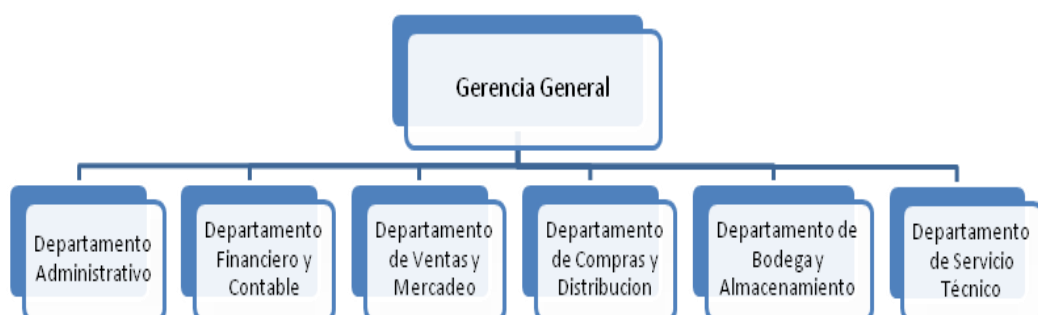 Gerencia General
Departamento
Administrativo
Departamento
Financiero y
Contable
Departamento
de Ventas y
Mercadeo
Departamento
de Compras y
Distribucion
Departamento de
Bodega y
Almacenamiento
Departamento
de Servicio
Técnico